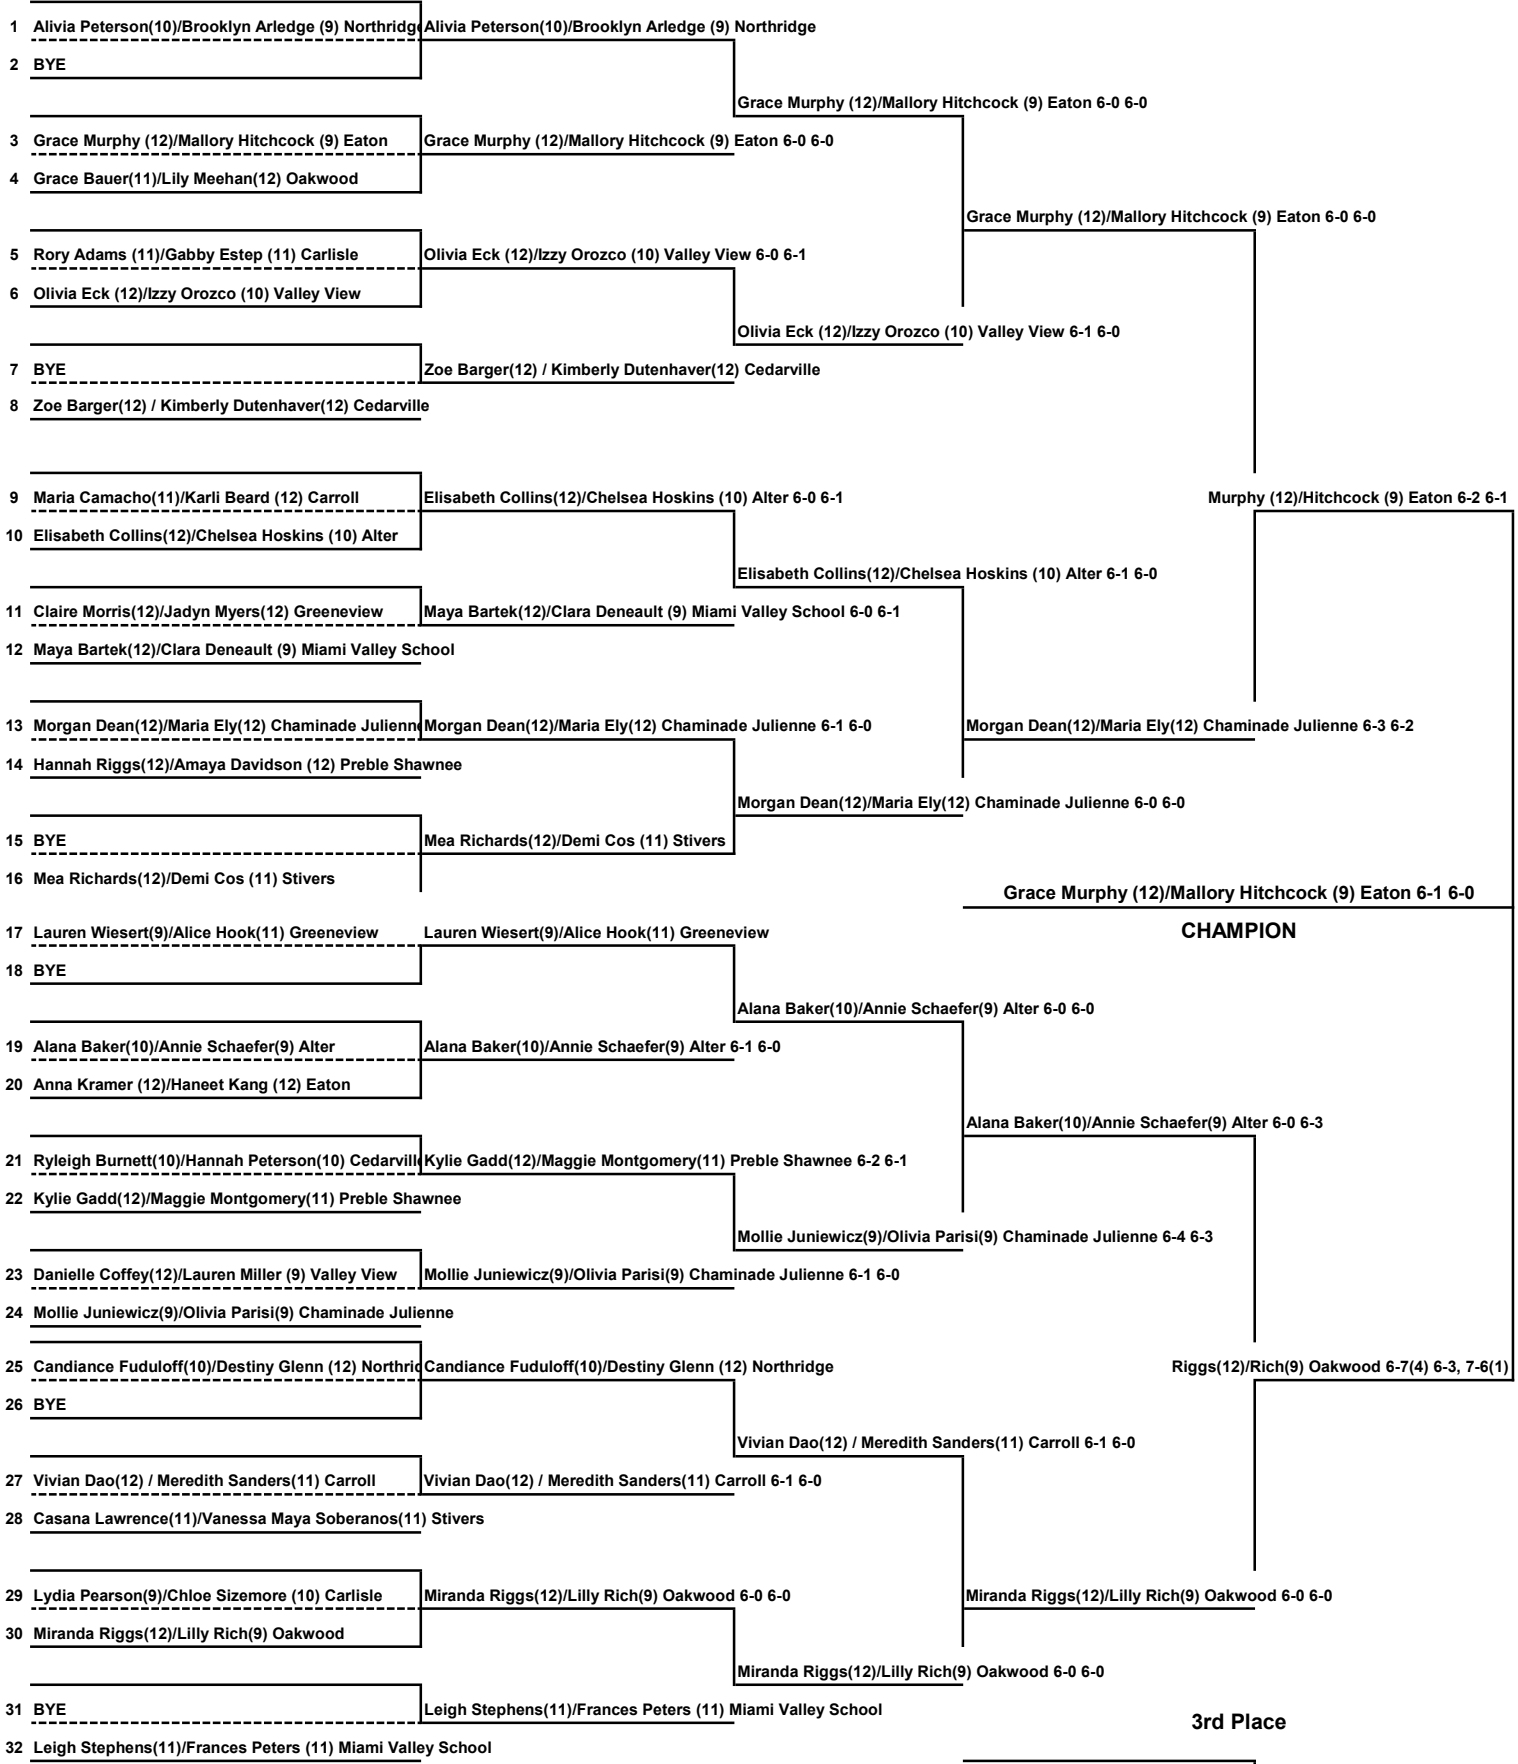 1 Alivia Peterson(10)/Brooklyn Arledge (9) Northridge Alivia Peterson(10)/Brooklyn Arledge (9) Northridge
2 BYE
Grace Murphy (12)/Mallory Hitchcock (9) Eaton 6-0 6-0
3 Grace Murphy (12)/Mallory Hitchcock (9) Eaton Grace Murphy (12)/Mallory Hitchcock (9) Eaton 6-0 6-0
4 Grace Bauer(11)/Lily Meehan(12) Oakwood
Grace Murphy (12)/Mallory Hitchcock (9) Eaton 6-0 6-0
5 Rory Adams (11)/Gabby Estep (11) Carlisle Olivia Eck (12)/Izzy Orozco (10) Valley View 6-0 6-1
6 Olivia Eck (12)/Izzy Orozco (10) Valley View
Olivia Eck (12)/Izzy Orozco (10) Valley View 6-1 6-0
7 BYE Zoe Barger(12) / Kimberly Dutenhaver(12) Cedarville
8 Zoe Barger(12) / Kimberly Dutenhaver(12) Cedarville
9 Maria Camacho(11)/Karli Beard (12) Carroll Elisabeth Collins(12)/Chelsea Hoskins (10) Alter 6-0 6-1 Murphy (12)/Hitchcock (9) Eaton 6-2 6-1
10 Elisabeth Collins(12)/Chelsea Hoskins (10) Alter
Elisabeth Collins(12)/Chelsea Hoskins (10) Alter 6-1 6-0
11 Claire Morris(12)/Jadyn Myers(12) Greeneview Maya Bartek(12)/Clara Deneault (9) Miami Valley School 6-0 6-1
12 Maya Bartek(12)/Clara Deneault (9) Miami Valley School
13 Morgan Dean(12)/Maria Ely(12) Chaminade Julienne Morgan Dean(12)/Maria Ely(12) Chaminade Julienne 6-1 6-0 Morgan Dean(12)/Maria Ely(12) Chaminade Julienne 6-3 6-2
14 Hannah Riggs(12)/Amaya Davidson (12) Preble Shawnee
Morgan Dean(12)/Maria Ely(12) Chaminade Julienne 6-0 6-0
15 BYE Mea Richards(12)/Demi Cos (11) Stivers
16 Mea Richards(12)/Demi Cos (11) Stivers
Grace Murphy (12)/Mallory Hitchcock (9) Eaton 6-1 6-0
17 Lauren Wiesert(9)/Alice Hook(11) Greeneview Lauren Wiesert(9)/Alice Hook(11) Greeneview CHAMPION
18 BYE
Alana Baker(10)/Annie Schaefer(9) Alter 6-0 6-0
19 Alana Baker(10)/Annie Schaefer(9) Alter Alana Baker(10)/Annie Schaefer(9) Alter 6-1 6-0
20 Anna Kramer (12)/Haneet Kang (12) Eaton
Alana Baker(10)/Annie Schaefer(9) Alter 6-0 6-3
21 Ryleigh Burnett(10)/Hannah Peterson(10) Cedarville Kylie Gadd(12)/Maggie Montgomery(11) Preble Shawnee 6-2 6-1
22 Kylie Gadd(12)/Maggie Montgomery(11) Preble Shawnee
Mollie Juniewicz(9)/Olivia Parisi(9) Chaminade Julienne 6-4 6-3
23 Danielle Coffey(12)/Lauren Miller (9) Valley View Mollie Juniewicz(9)/Olivia Parisi(9) Chaminade Julienne 6-1 6-0
24 Mollie Juniewicz(9)/Olivia Parisi(9) Chaminade Julienne
25 Candiance Fuduloff(10)/Destiny Glenn (12) Northric Candiance Fuduloff(10)/Destiny Glenn (12) Northridge Riggs(12)/Rich(9) Oakwood 6-7(4) 6-3, 7-6(1)
26 BYE
Vivian Dao(12) / Meredith Sanders(11) Carroll 6-1 6-0
27 Vivian Dao(12) / Meredith Sanders(11) Carroll Vivian Dao(12) / Meredith Sanders(11) Carroll 6-1 6-0
28 Casana Lawrence(11)/Vanessa Maya Soberanos(11) Stivers
29 Lydia Pearson(9)/Chloe Sizemore (10) Carlisle Miranda Riggs(12)/Lilly Rich(9) Oakwood 6-0 6-0 Miranda Riggs(12)/Lilly Rich(9) Oakwood 6-0 6-0
30 Miranda Riggs(12)/Lilly Rich(9) Oakwood
Miranda Riggs(12)/Lilly Rich(9) Oakwood 6-0 6-0
31 BYE Leigh Stephens(11)/Frances Peters (11) Miami Valley School
3rd Place
32 Leigh Stephens(11)/Frances Peters (11) Miami Valley School